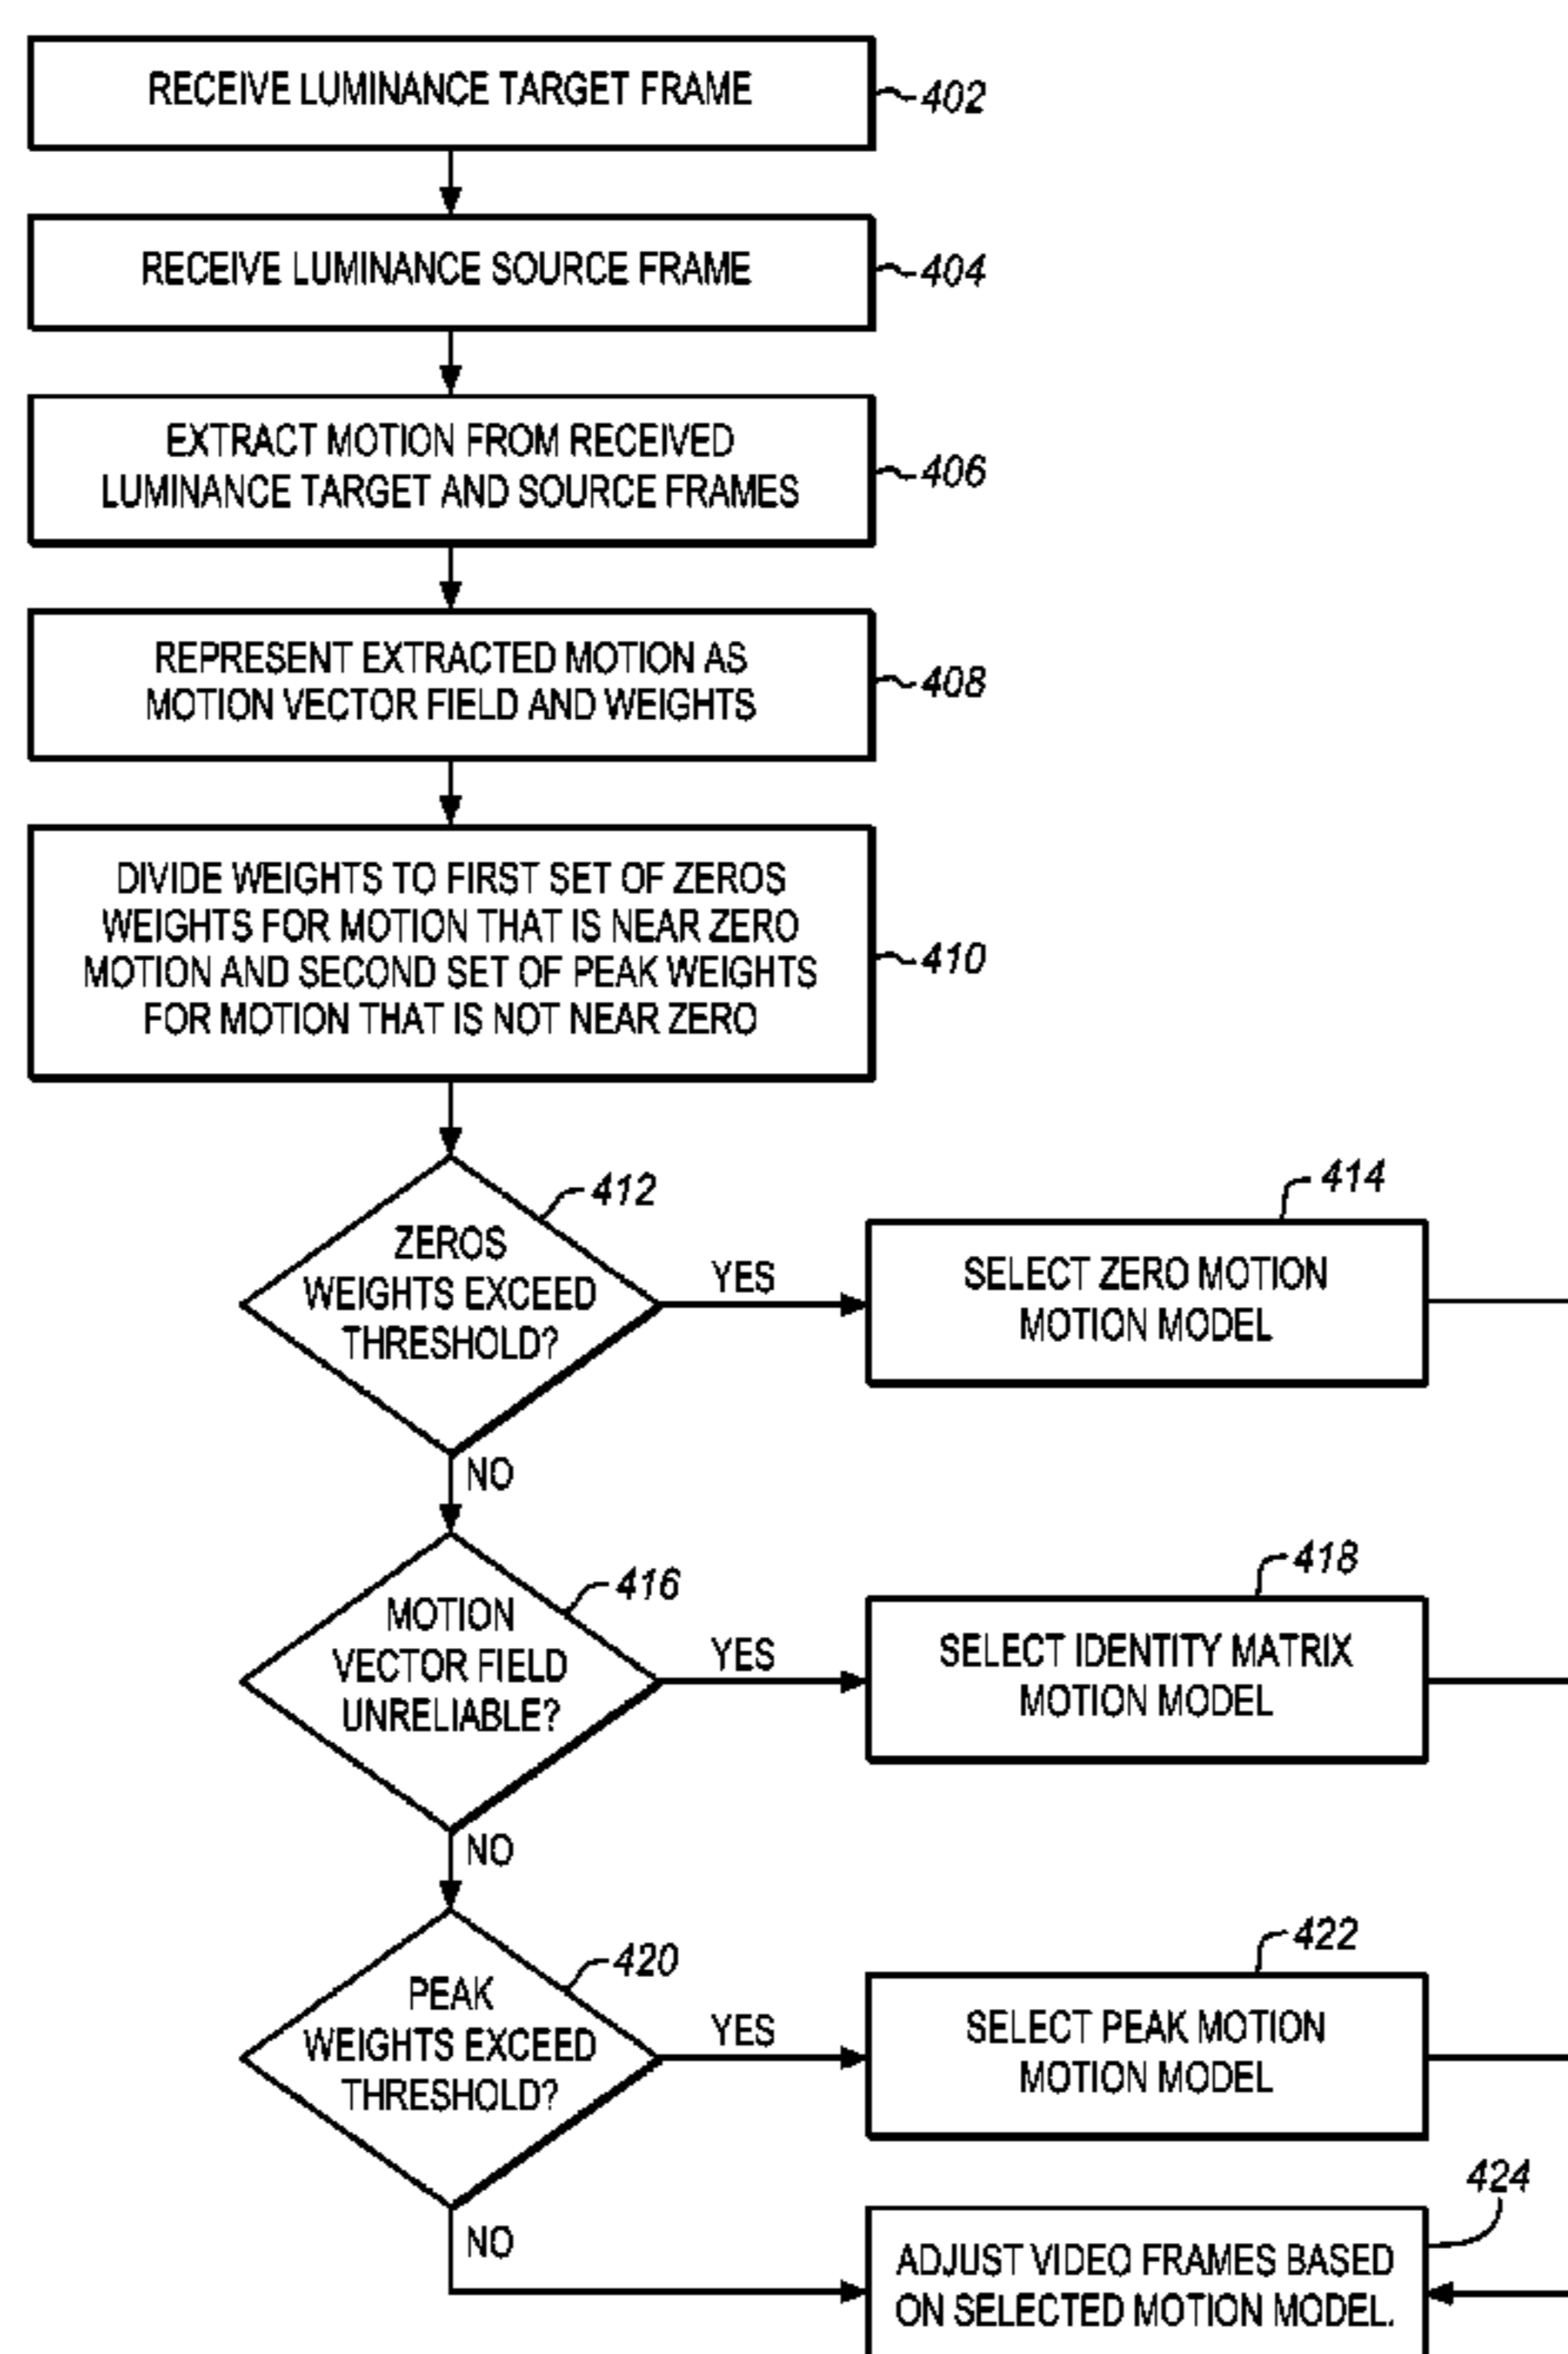 RECEIVE LUMINANCE TARGET FRAME
402
RECEIVE LUMINANCE SOURCE FRAME
404
EXTRACT MOTION FROM RECEIVED
LUMINANCE TARGET AND SOURCE FRAMES
406
REPRESENT EXTRACTED MOTION AS
MOTION VECTOR FIELD AND WEIGHTS
408
DIVIDE WEIGHTS TO FIRST SET OF ZEROS
WEIGHTS FOR MOTION THAT IS NEAR ZERO
MOTION AND SECOND SET OF PEAK WEIGHTS
FOR MOTION THAT IS NOT NEAR ZERO
410
412
ZEROS
WEIGHTS EXCEED
THRESHOLD?
YES
414
SELECT ZERO MOTION
MOTION MODEL
NO
416
MOTION
VECTOR FIELD
UNRELIABLE?
YES
418
SELECT IDENTITY MATRIX
MOTION MODEL
NO
420
PEAK
WEIGHTS EXCEED
THRESHOLD?
YES
422
SELECT PEAK MOTION
MOTION MODEL
NO
424
ADJUST VIDEO FRAMES BASED
ON SELECTED MOTION MODEL.